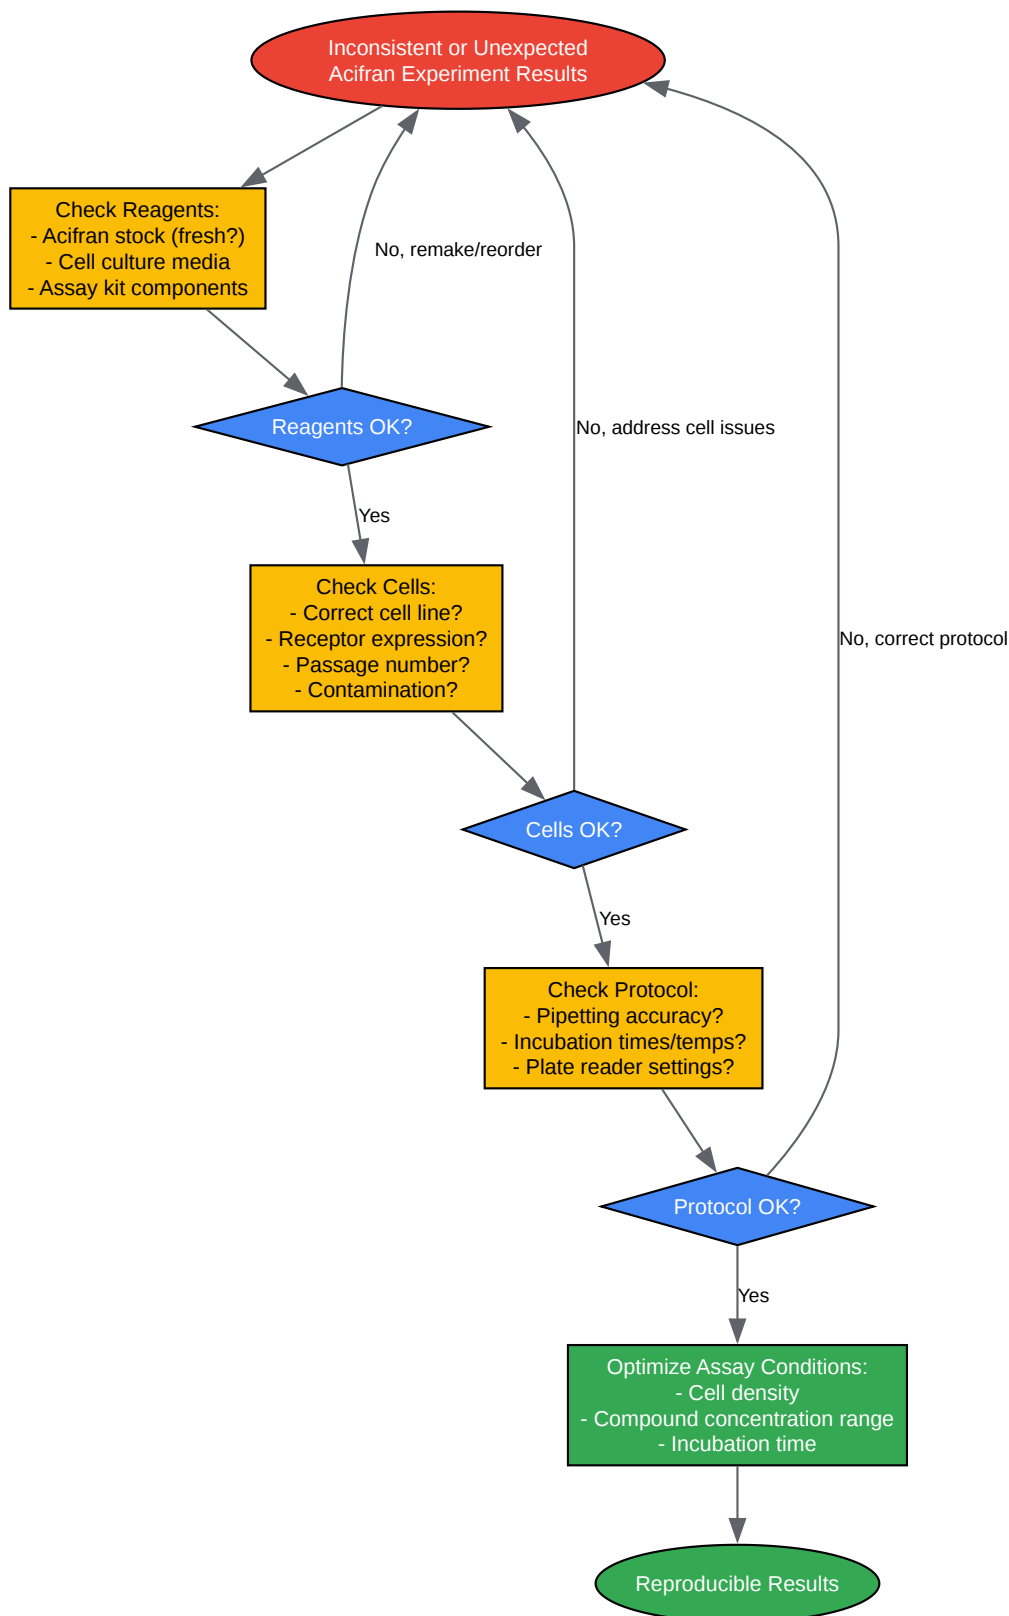 Inconsistent or Unexpected
Acifran Experiment Results
Check Reagents:
- Acifran stock (fresh?)
- Cell culture media
- Assay kit components
No, remake/reorder
Reagents OK?
No, address cell issues
Yes
Check Cells:
- Correct cell line?
- Receptor expression?
- Passage number?
- Contamination?
No, correct protocol
Cells OK?
Yes
Check Protocol:
- Pipetting accuracy?
- Incubation times/temps?
- Plate reader settings?
Protocol OK?
Yes
Optimize Assay Conditions:
- Cell density
- Compound concentration range
- Incubation time
Reproducible Results